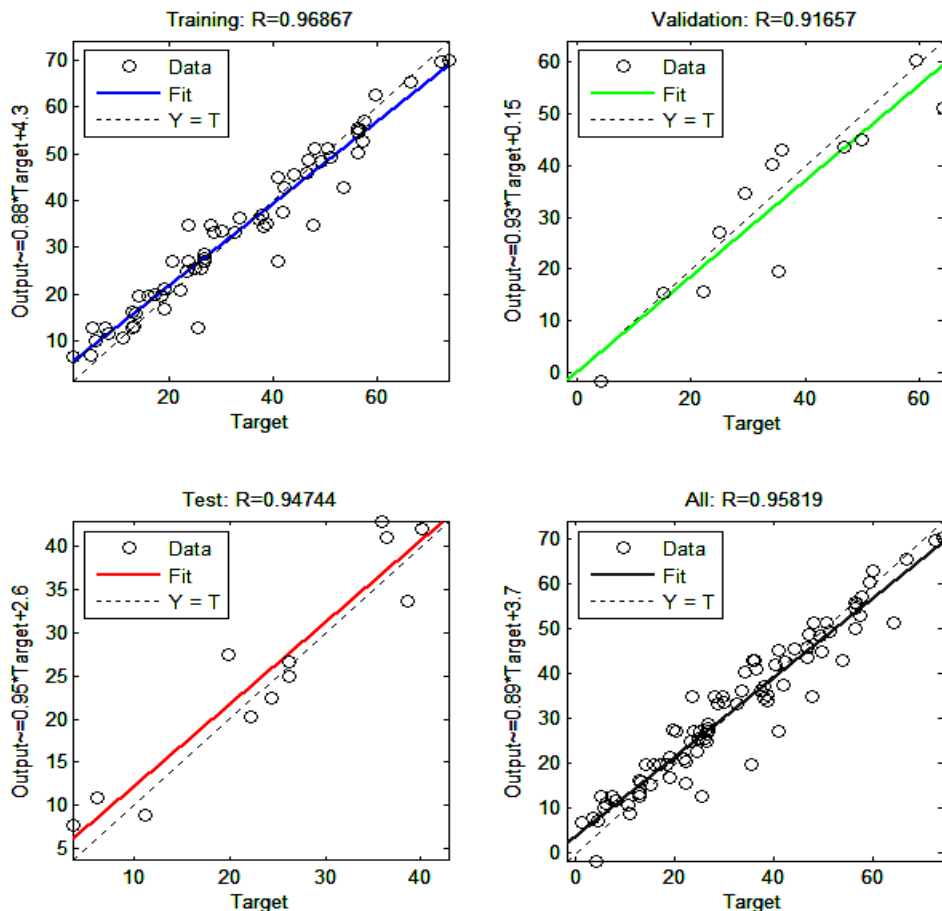 Training: R=0.96867
Output~=0.88*Target+4.3
70
60
50
40
30
20
10
Data
Fit
Y = T
20
40
60
Target
Validation: R=0.91657
Output~=0.93*Target+0.15
60
50
40
30
20
10
0
Data
Fit
Y = T
0
20
40
60
Target
Test: R=0.94744
Output~=0.95*Target+2.6
40
35
30
25
20
15
10
5
Data
Fit
Y = T
10
20
30
40
Target
All: R=0.95819
Output~=0.89*Target+3.7
70
60
50
40
30
20
10
0
Data
Fit
Y = T
0
20
40
60
Target